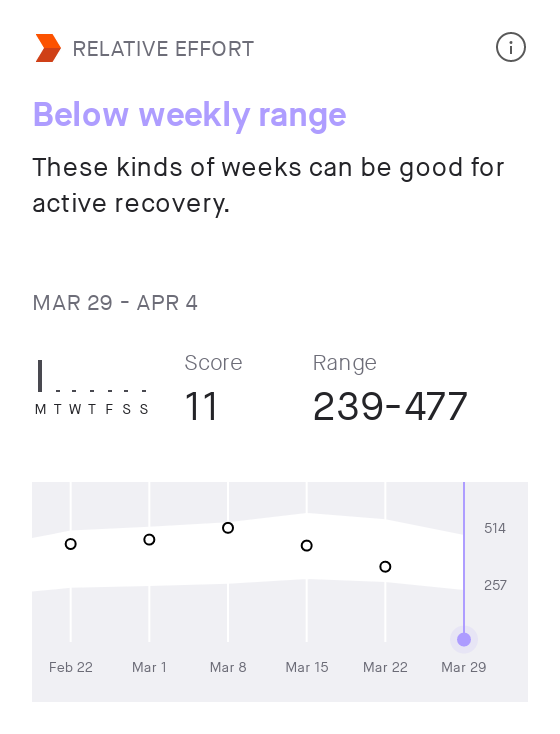 RELATIVE EFFORT
Below weekly range
These kinds of weeks can be good for
active recovery.
MAR 29 - APR 4
Score
Range
11
239-477
M T W T F S S
514
257
Feb 22 Mar 1 Mar 8 Mar 15 Mar 22 Mar 29